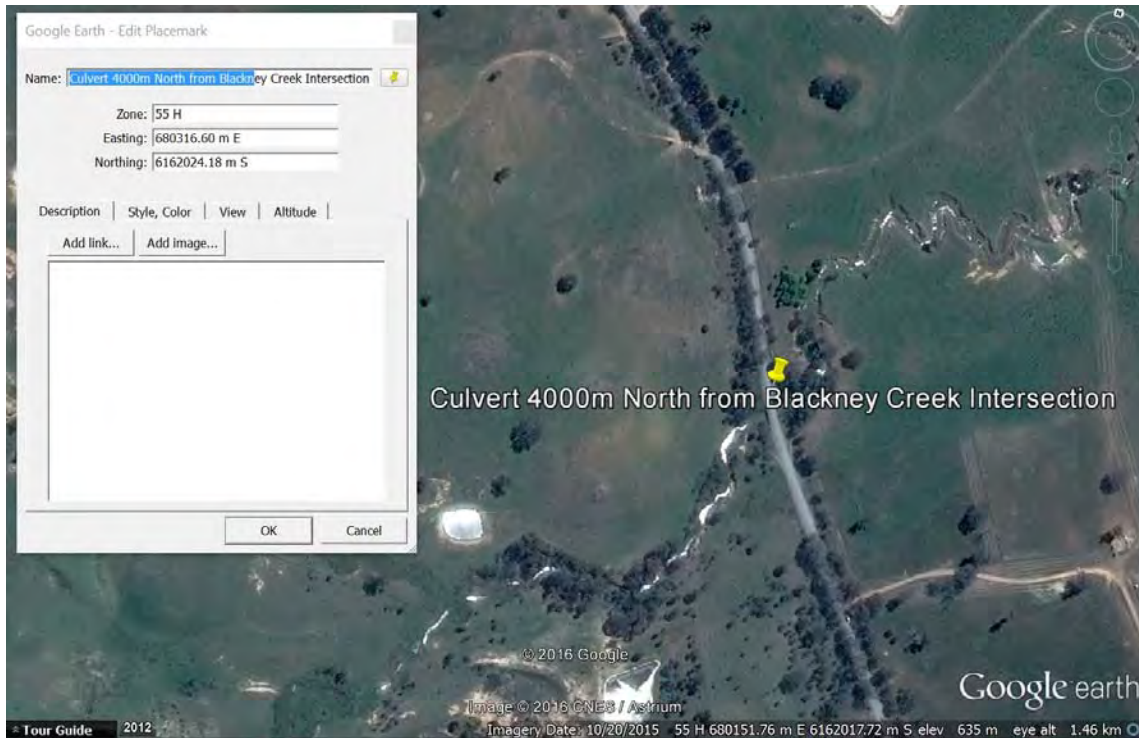 Google Earth - Edit Placemark
Name: Culvert 4000m North from Blackney Creek Intersection
Zone: 55 H
Easting: 680316.60 m E
Northing: 6162024.18 m S
Description Style, Color View Altitude
Add link... Add image...
OK Cancel
Culvert 4000m North from Blackney Creek Intersection
© 2016 Google
Image © 2016 CNES / Astrium
Google earth
Tour Guide 2012 Imagery Date: 10/20/2015 55 H 680151.76 m E 6162017.72 m S elev 635 m eye alt 1.46 km